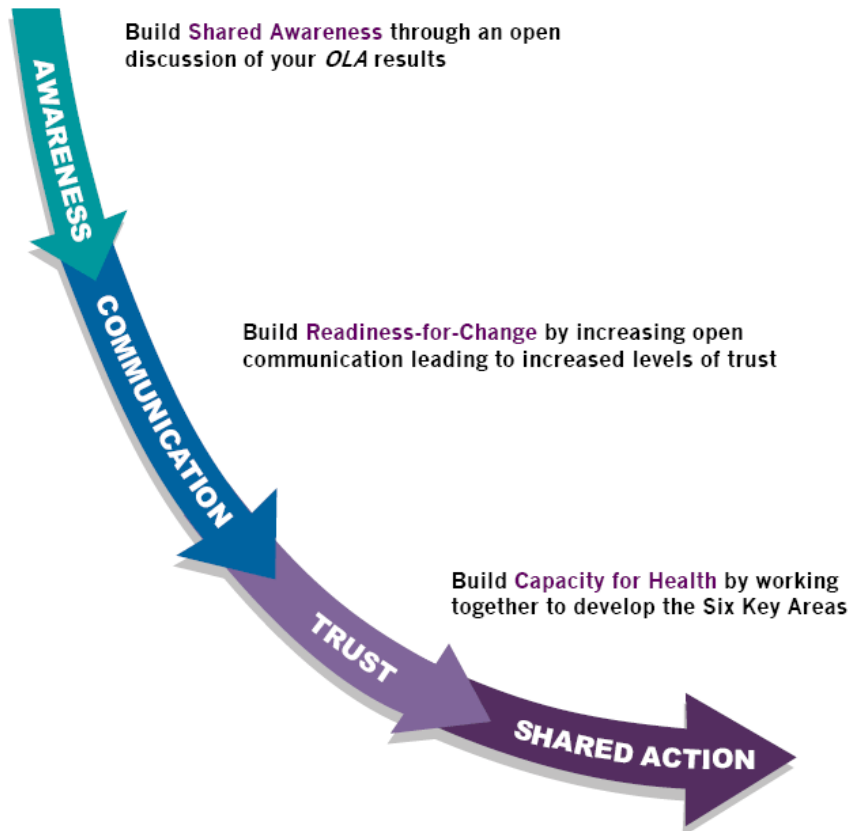 Build Shared Awareness through an open
discussion of your OLA results
AWARENESS
Build Readiness-for-Change by increasing open
communication leading to increased levels of trust
COMMUNICATION
Build Capacity for Health by working
together to develop the Six Key Areas
TRUST
SHARED ACTION